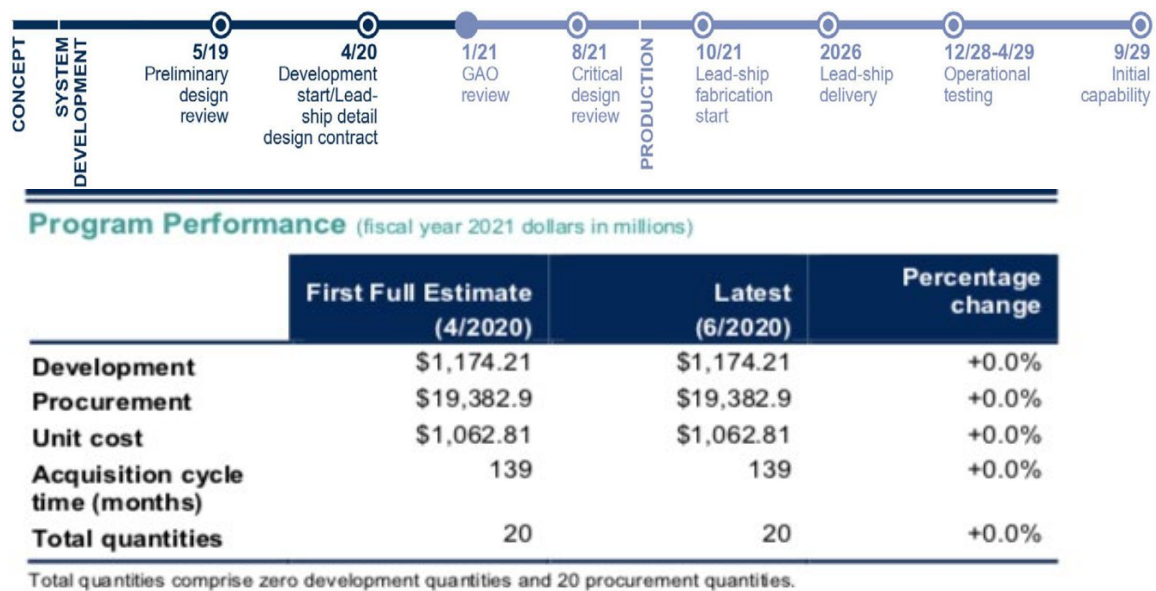 CONCEPT
SYSTEM
DEVELOPMENT
5/19
Preliminary
design
review
4/20
Development
start/Lead-
ship detail
design contract
1/21
GAO
review
8/21
Critical
design
review
PRODUCTION
10/21
Lead-ship
fabrication
start
2026
Lead-ship
delivery
12/28-4/29
Operational
testing
9/29
Initial
capability
Program Performance (fiscal year 2021 dollars in millions)
First Full Estimate
(4/2020)
Latest
(6/2020)
Percentage
change
Development $1,174.21 $1,174.21 +0.0%
Procurement $19,382.9 $19,382.9 +0.0%
Unit cost $1,062.81 $1,062.81 +0.0%
Acquisition cycle 139 139 +0.0%
time (months)
Total quantities 20 20 +0.0%
Total quantities comprise zero development quantities and 20 procurement quantities.